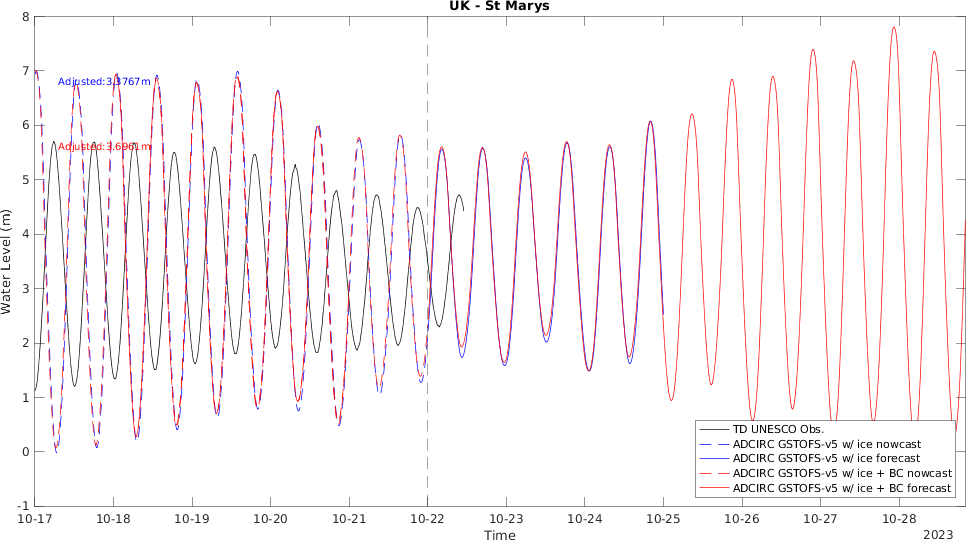 UK - St Marys
8
7
6
5
4
3
2
1
0
-1
Water Level (m)
Adjusted:3.3767m
Adjusted:3.6961m
TD UNESCO Obs.
ADCIRC GSTOFS-v5 w/ ice nowcast
ADCIRC GSTOFS-v5 w/ ice forecast
ADCIRC GSTOFS-v5 w/ ice + BC nowcast
ADCIRC GSTOFS-v5 w/ ice + BC forecast
10-17 10-18 10-19 10-20 10-21 10-22 10-23 10-24 10-25 10-26 10-27 10-28
Time
2023